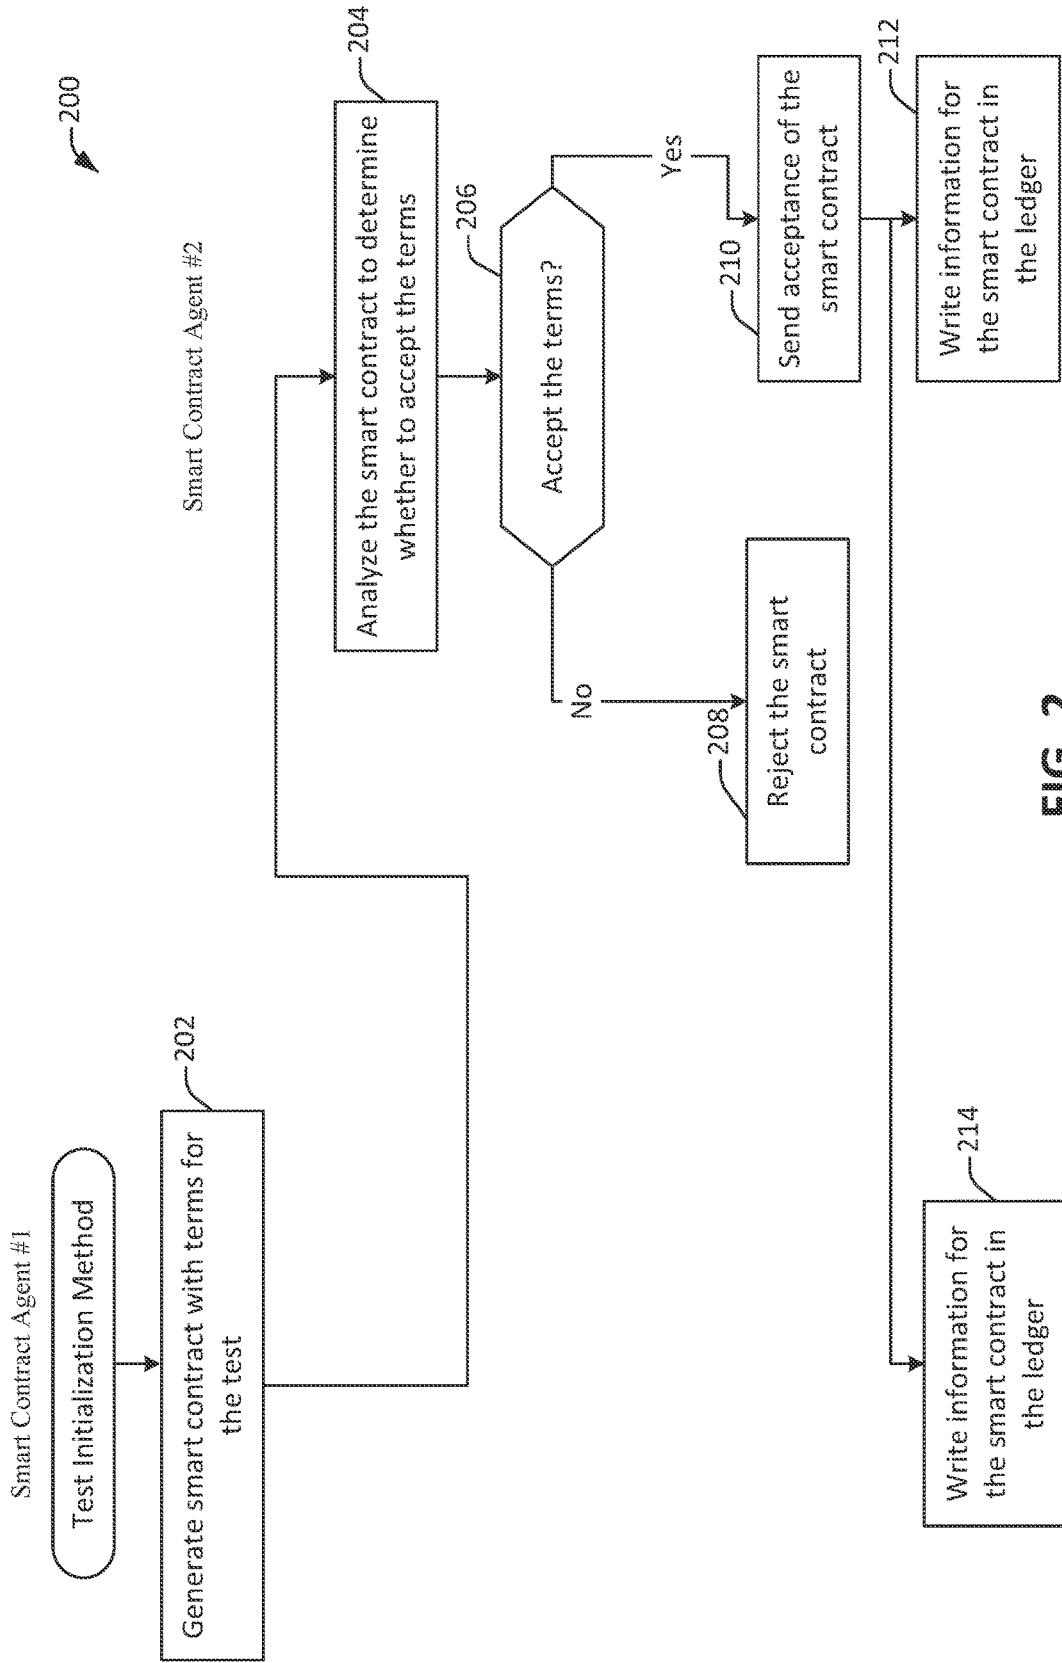 200
Smart Contract Agent #1
Smart Contract Agent #2
Test Initialization Method
202
Generate smart contract with terms for
the test
204
Analyze the smart contract to determine
whether to accept the terms
206
Accept the terms?
No
Yes
208
Reject the smart
contract
210
Send acceptance of the
smart contract
212
Write information for
the smart contract in
the ledger
214
Write information for
the smart contract in
the ledger
FIG. 2